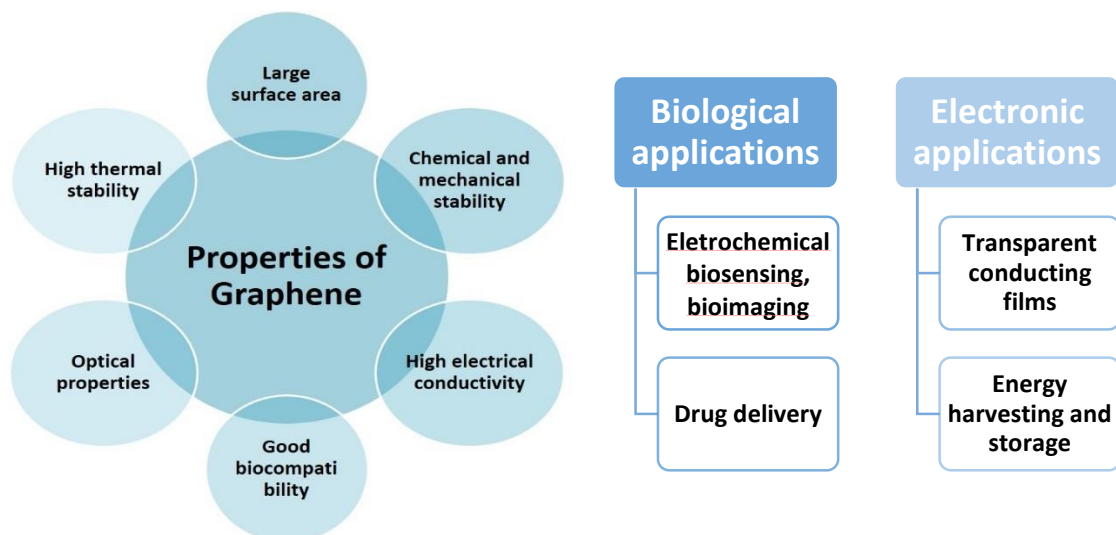 Large
surface area
High thermal
stability
Chemical and
mechanical
stability
Properties of
Graphene
Optical
properties
High electrical
conductivity
Good
biocompati
bility
Biological
applications
Eletrochemical
biosensing,
bioimaging
Drug delivery
Electronic
applications
Transparent
conducting
films
Energy
harvesting and
storage